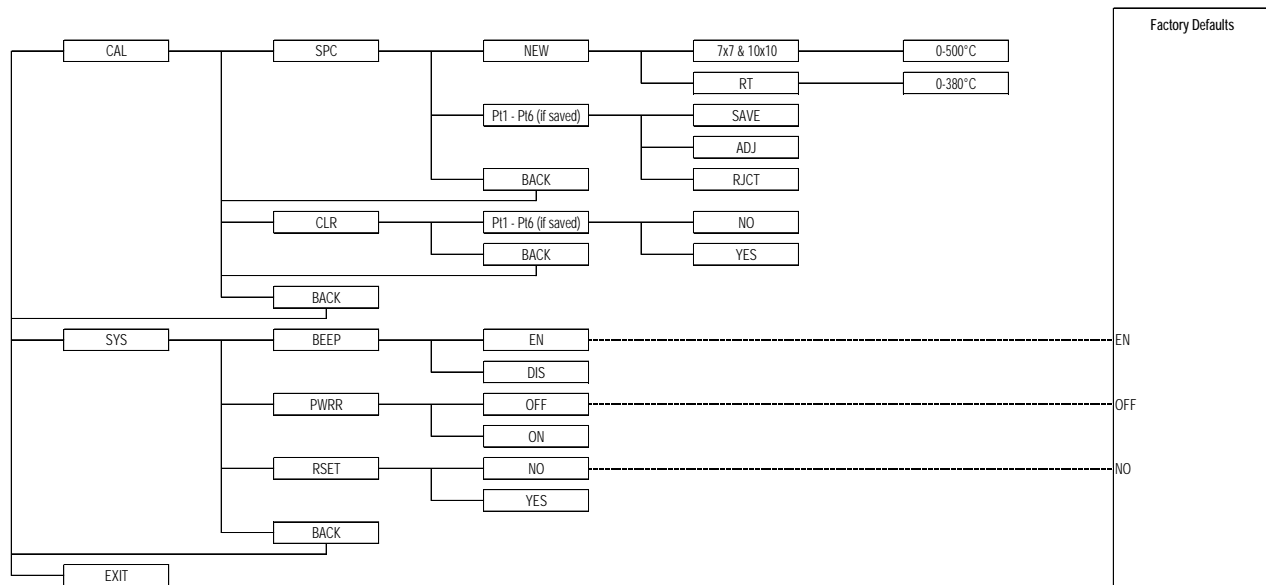 Factory Defaults
CAL
SPC
NEW
7x7 & 10x10
0-500°C
RT
0-380°C
Pt1 - Pt6 (if saved)
SAVE
ADJ
RJCT
BACK
CLR
Pt1 - Pt6 (if saved)
NO
YES
BACK
BACK
SYS
BEEP
EN
EN
DIS
PWRR
OFF
OFF
ON
RSET
NO
NO
YES
BACK
EXIT